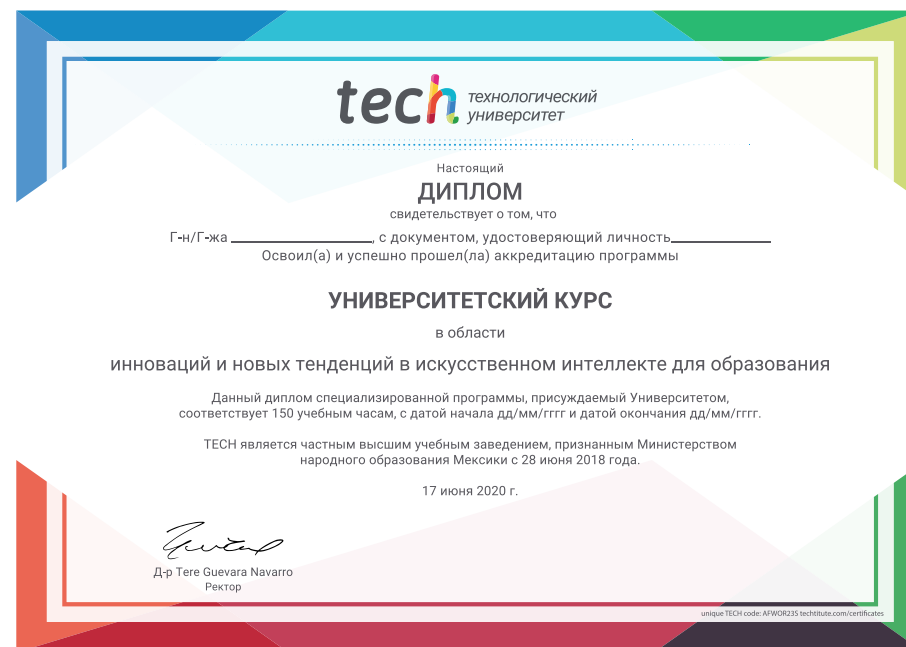 tech технологический
университет
Настоящий
ДИПЛОМ
свидетельствует о том, что
Г-н/Г-жа ____________________, с документом, удостоверяющий личность______________
Освоил(а) и успешно прошел(ла) аккредитацию программы
УНИВЕРСИТЕТСКИЙ КУРС
в области
инноваций и новых тенденций в искусственном интеллекте для образования
Данный диплом специализированной программы, присуждаемый Университетом,
соответствует 150 учебным часам, с датой начала дд/мм/гггг и датой окончания дд/мм/гггг.
TECH является частным высшим учебным заведением, признанным Министерством
народного образования Мексики с 28 июня 2018 года.
17 июня 2020 г.
Д-р Tere Guevara Navarro
Ректор
unique TECH code: AFWOR23S techtitute.com/certificates